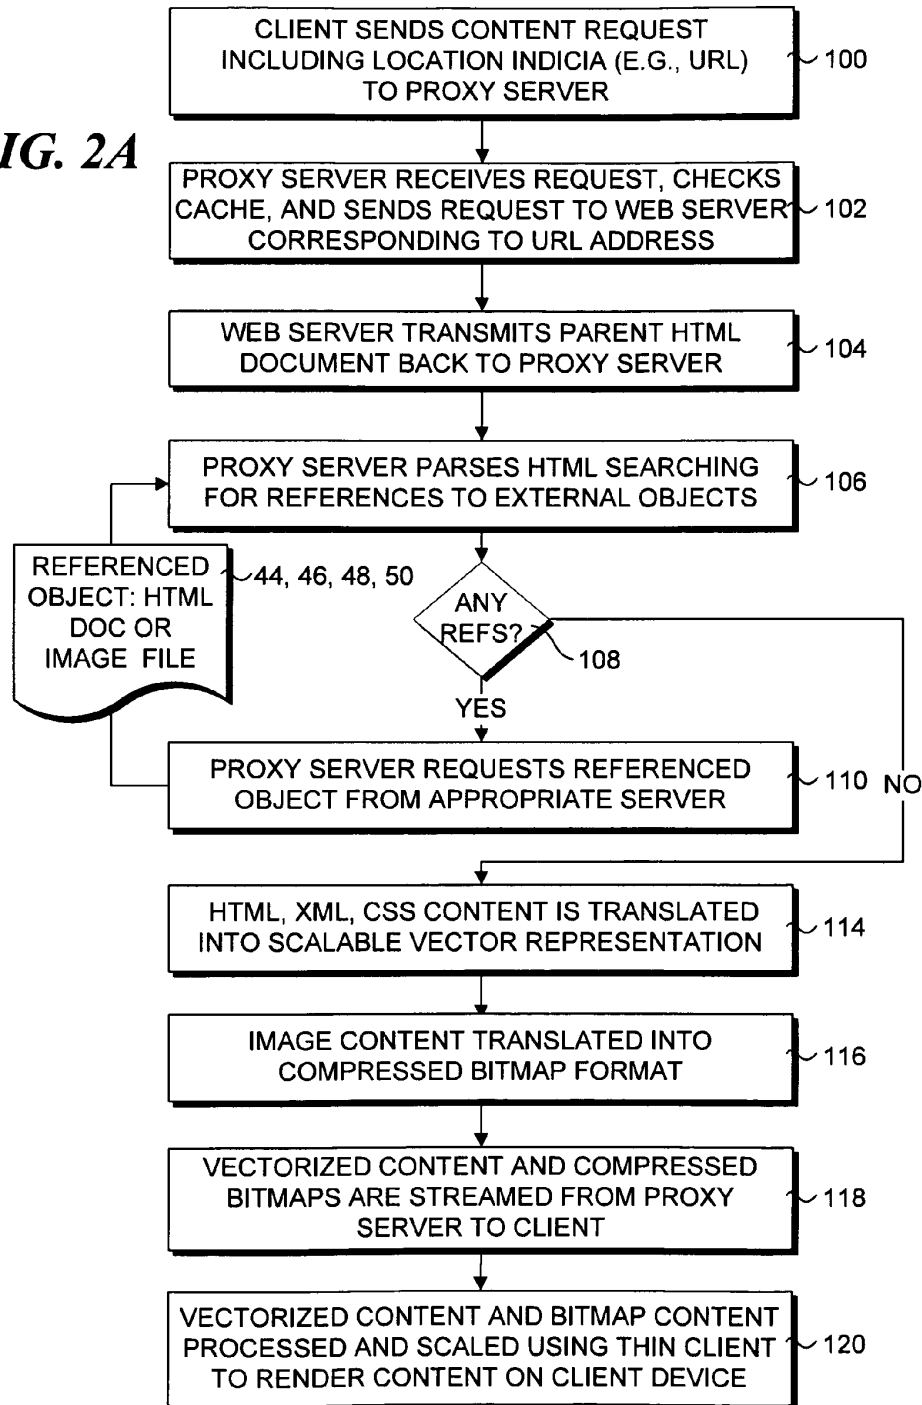 CLIENT SENDS CONTENT REQUEST
INCLUDING LOCATION INDICIA (E.G., URL)
TO PROXY SERVER
100
IG. 2A
PROXY SERVER RECEIVES REQUEST, CHECKS
CACHE, AND SENDS REQUEST TO WEB SERVER
CORRESPONDING TO URL ADDRESS
102
WEB SERVER TRANSMITS PARENT HTML
DOCUMENT BACK TO PROXY SERVER
104
PROXY SERVER PARSES HTML SEARCHING
FOR REFERENCES TO EXTERNAL OBJECTS
106
REFERENCED
OBJECT: HTML
DOC OR
IMAGE FILE
44, 46, 48, 50
ANY
REFS?
108
YES
PROXY SERVER REQUESTS REFERENCED
OBJECT FROM APPROPRIATE SERVER
110
NO
HTML, XML, CSS CONTENT IS TRANSLATED
INTO SCALABLE VECTOR REPRESENTATION
114
IMAGE CONTENT TRANSLATED INTO
COMPRESSED BITMAP FORMAT
116
VECTORIZED CONTENT AND COMPRESSED
BITMAPS ARE STREAMED FROM PROXY
SERVER TO CLIENT
118
VECTORIZED CONTENT AND BITMAP CONTENT
PROCESSED AND SCALED USING THIN CLIENT
TO RENDER CONTENT ON CLIENT DEVICE
120